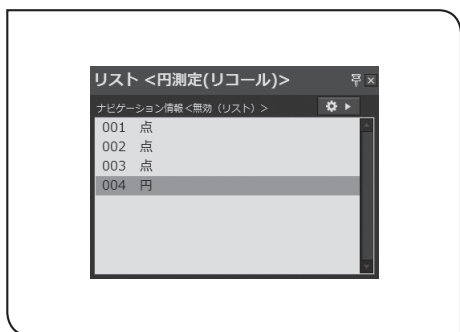 リスト <円測定(リコール)>
ナビゲーション情報<無効（リスト）>
001 点
002 点
003 点
004 円